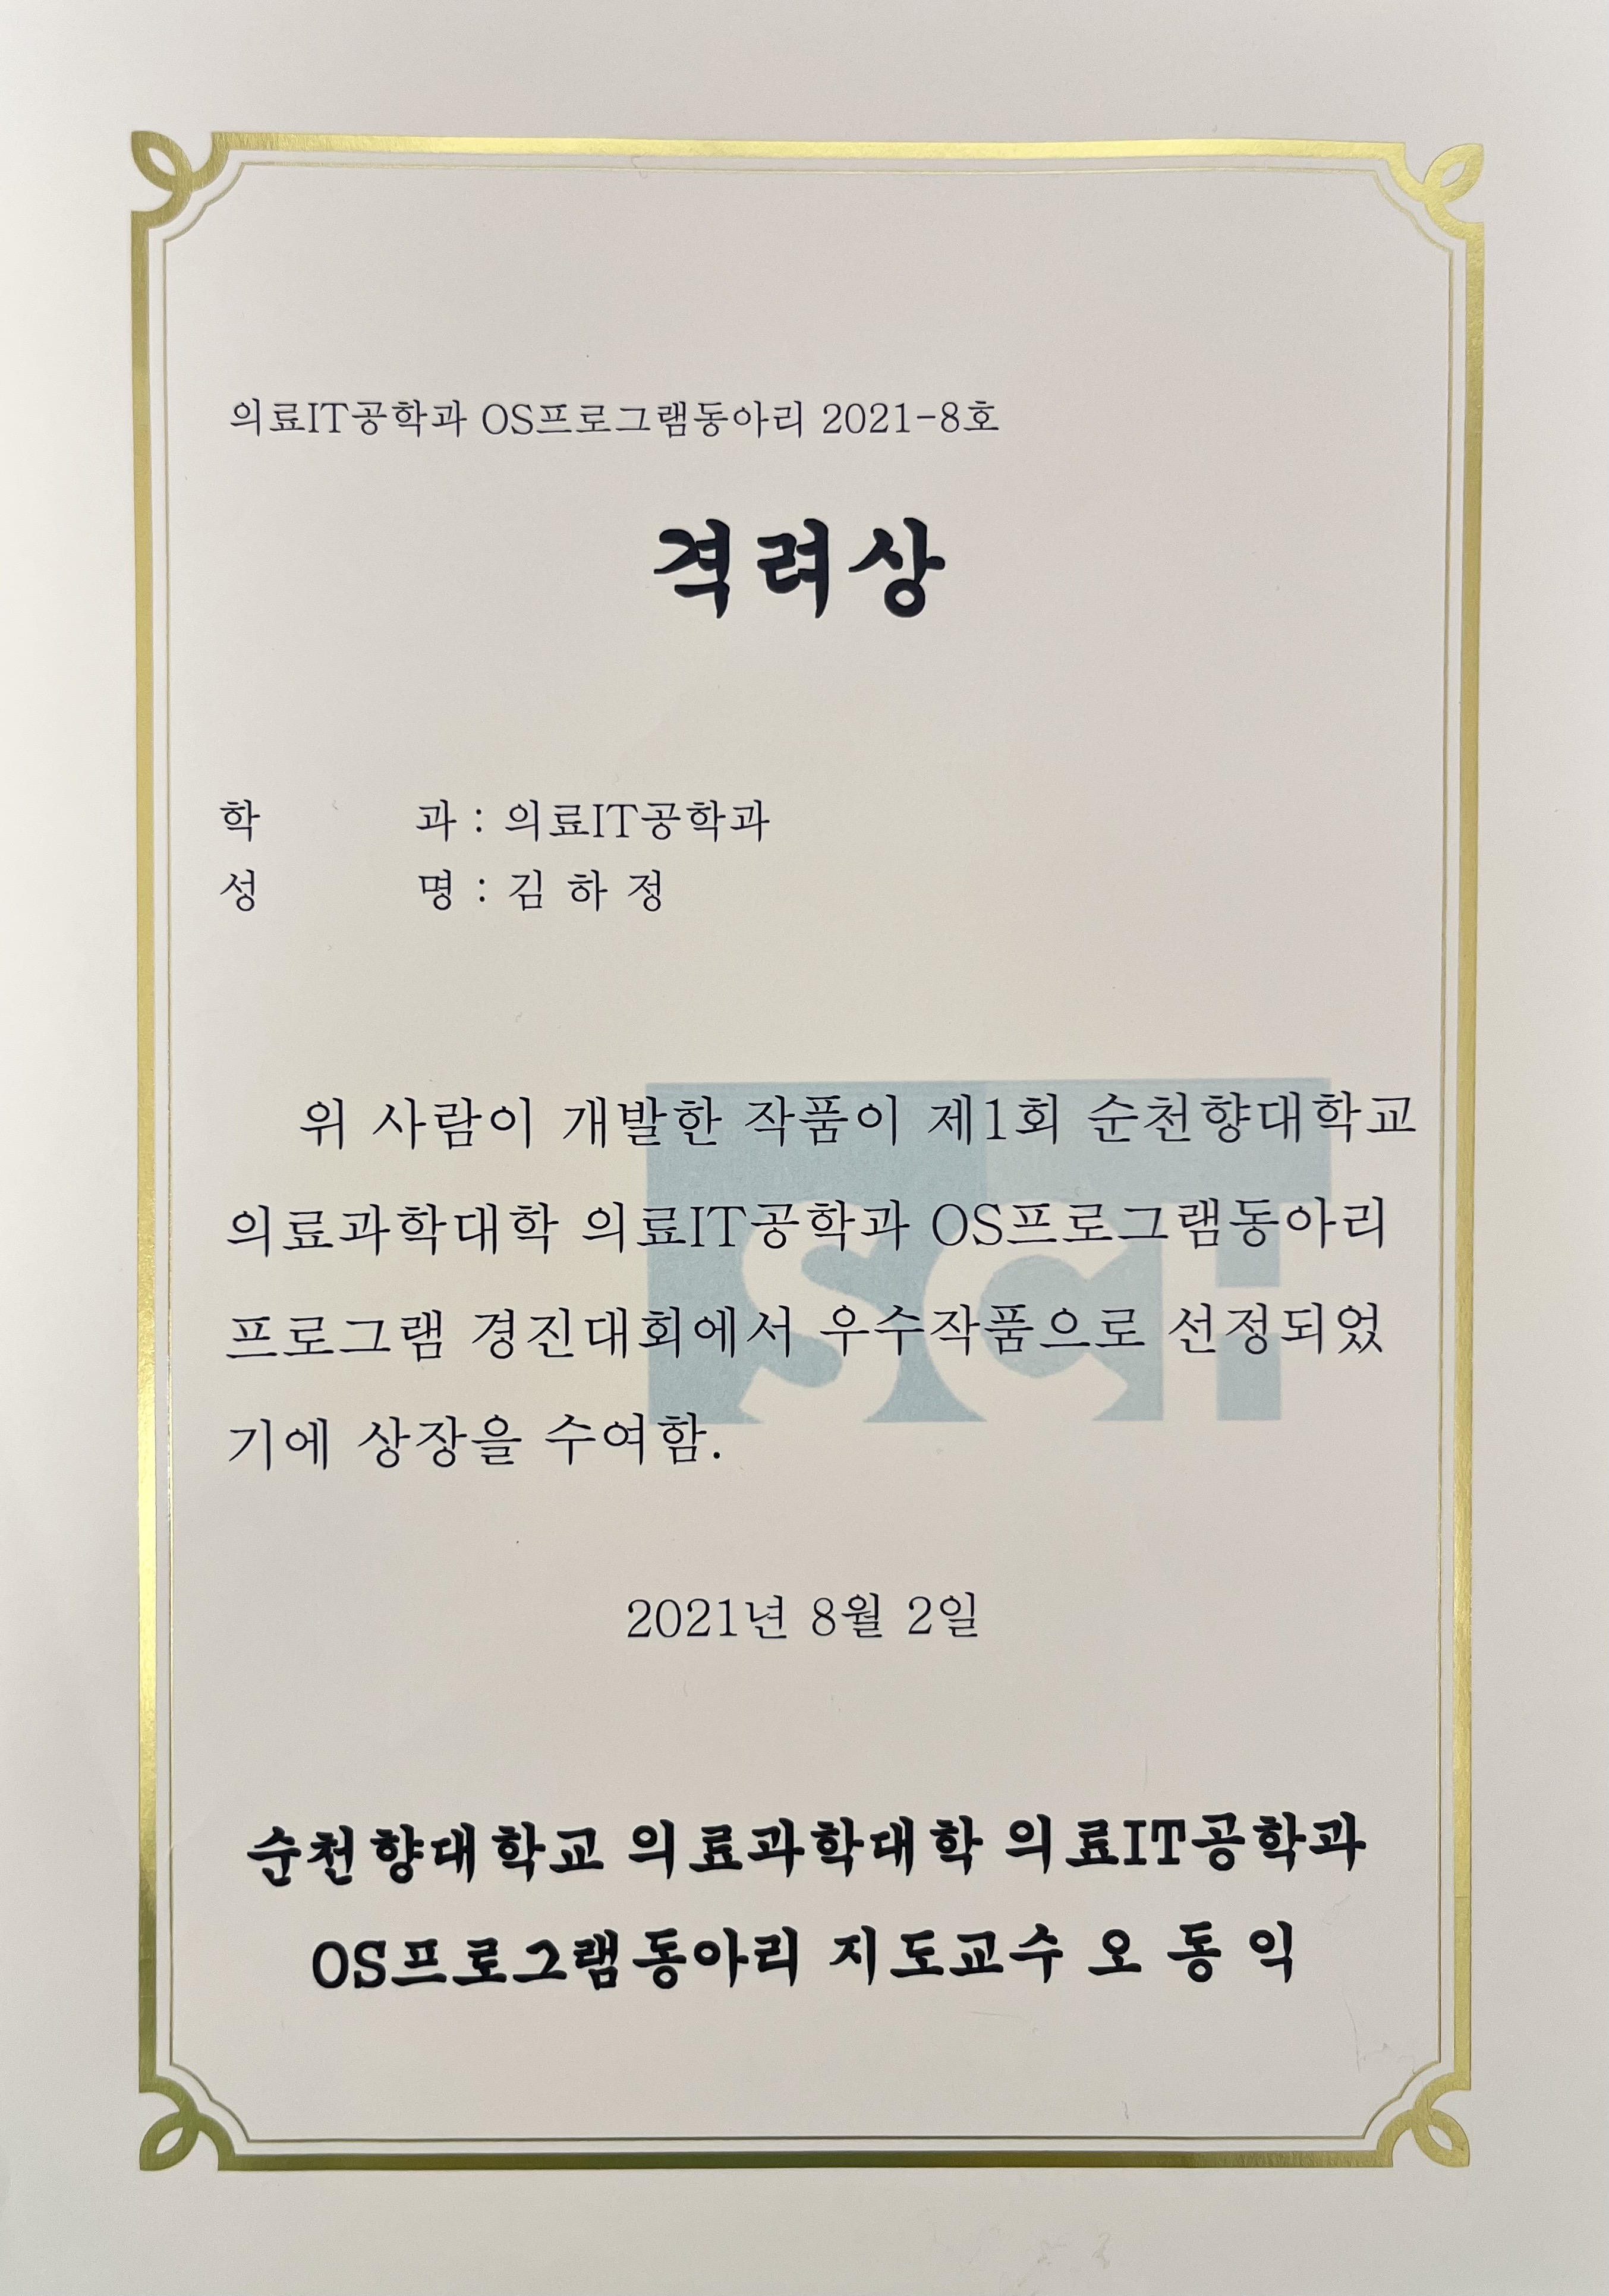 의료IT공학과 OS프로그램동아리 2021-8호
격려상
학 과 : 의료IT공학과
성 명 : 김 하 정
위 사람이 개발한 작품이 제1회 순천향대학교
의료과학대학 의료IT공학과 OS프로그램동아리
프로그램 경진대회에서 우수작품으로 선정되었
기에 상장을 수여함.
SCIT
2021년 8월 2일
순천향대학교 의료과학대학 의료IT공학과
OS프로그램동아리 지도교수 오 동 익